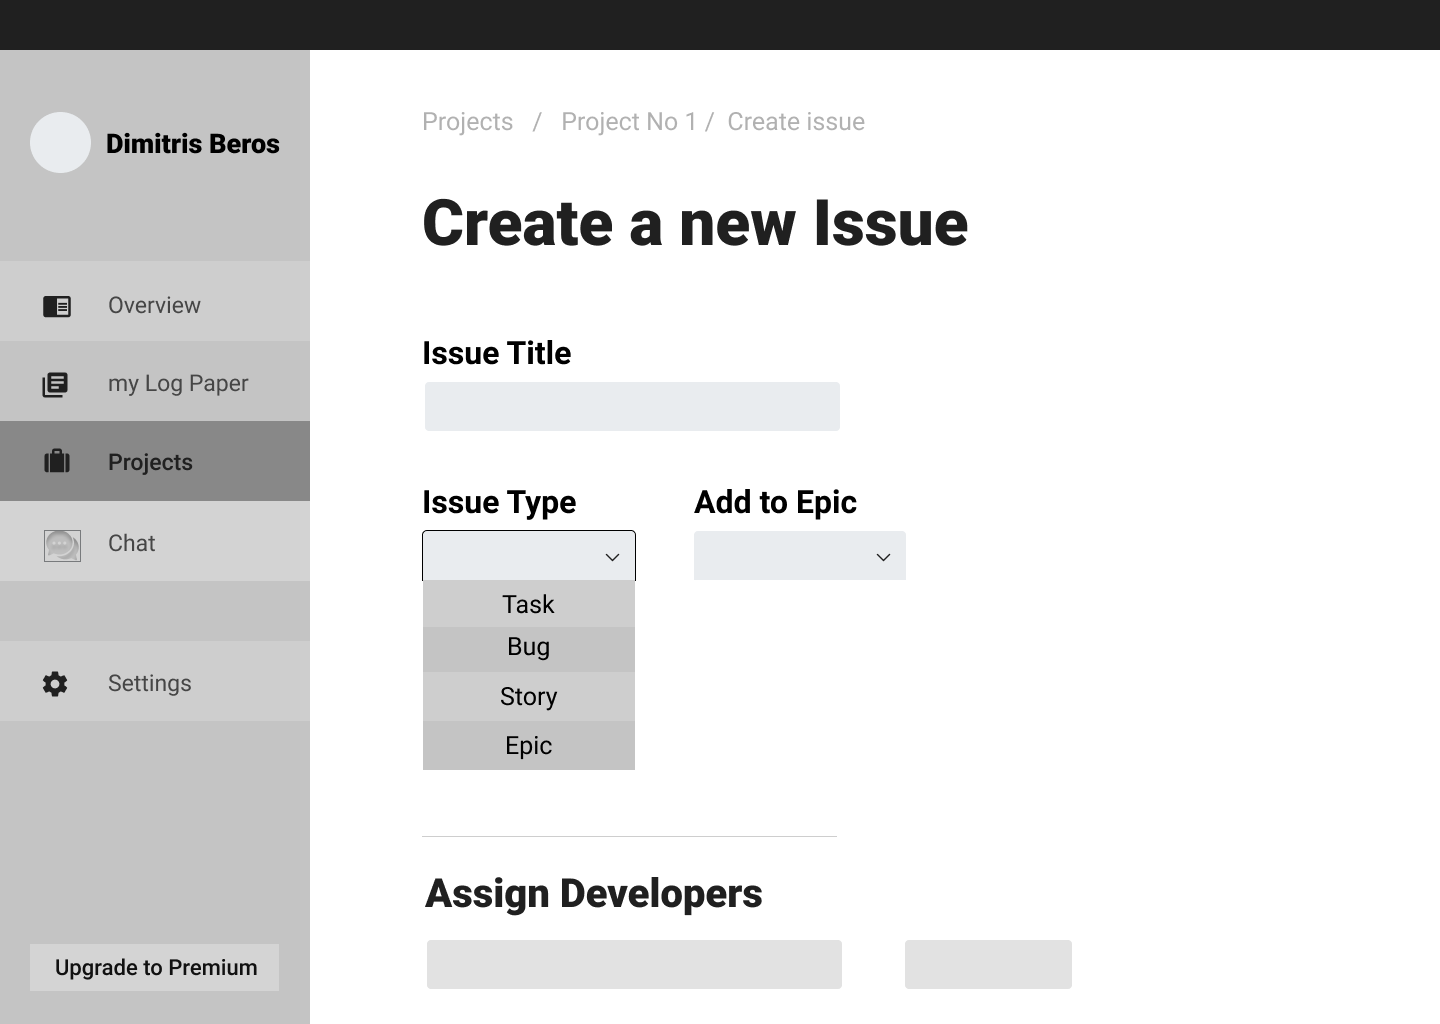 Dimitris Beros
Overview
my Log Paper
Projects
Chat
Settings
Upgrade to Premium
Projects / Project No 1 / Create issue
Create a new Issue
Issue Title
Issue Type
Add to Epic
Task
Bug
Story
Epic
Assign Developers